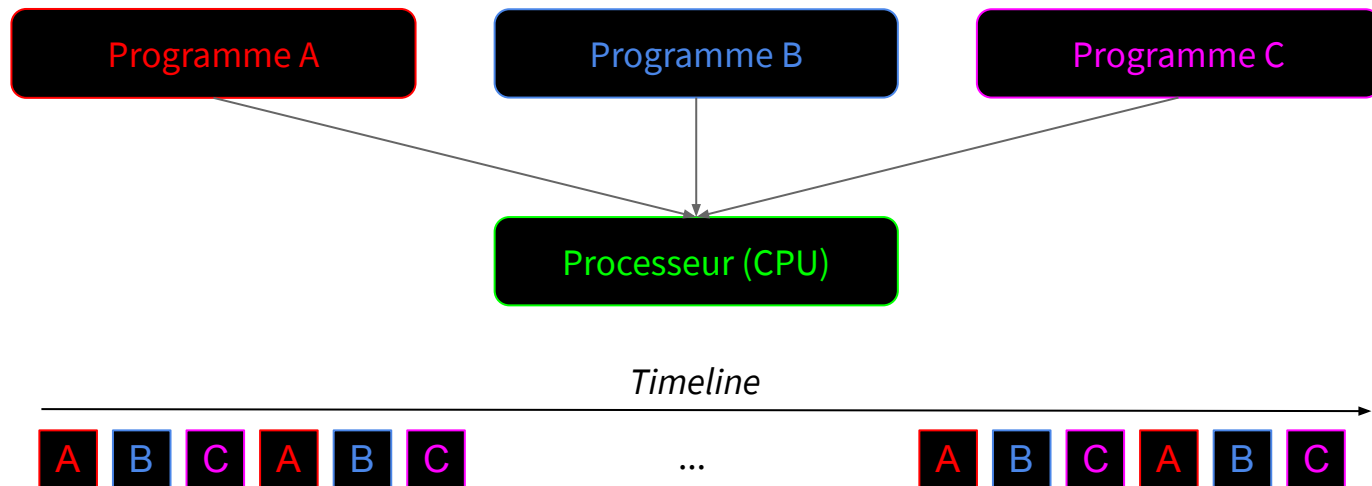 Programme A
Programme B
Programme C
Processeur (CPU)
Timeline
A B C A B C ... A B C A B C